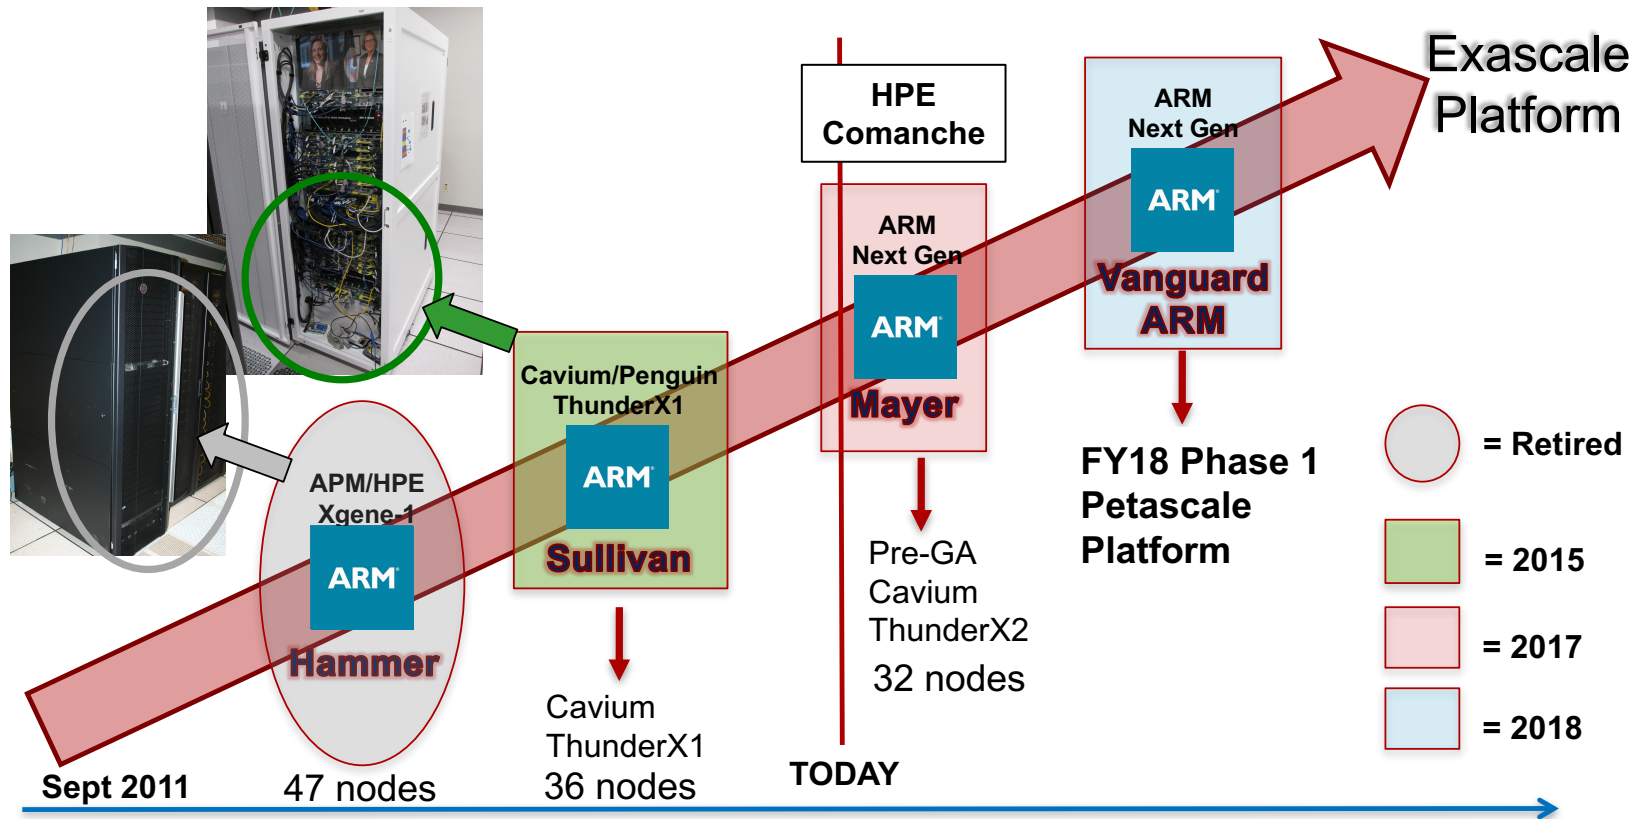 Exascale
Platform
HPE
Comanche
ARM
Next Gen
ARM®
Vanguard
ARM
FY18 Phase 1
Petascale
Platform
ARM
Next Gen
ARM®
Mayer
Pre-GA
Cavium
ThunderX2
32 nodes
Cavium/Penguin
ThunderX1
ARM®
Sullivan
Cavium
ThunderX1
36 nodes
APM/HPE
Xgene-1
ARM®
Hammer
47 nodes
Sept 2011
TODAY
= Retired
= 2015
= 2017
= 2018